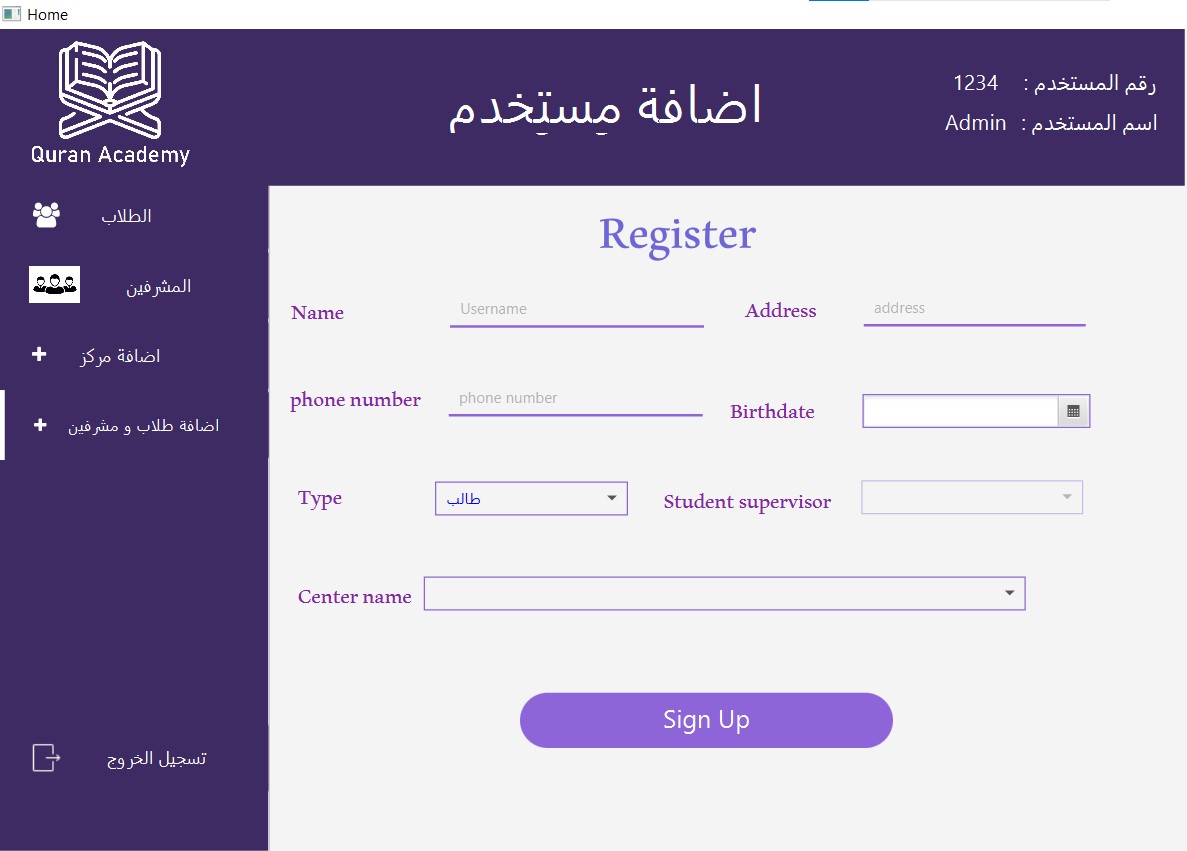 Home
Quran Academy
اضافة مستخدم
رقم المستخدم : 1234
اسم المستخدم : Admin
الطلاب
المشرفين
اضافة مركز
اضافة طلاب و مشرفين
تسجيل الخروج
Register
Name Username Address address
phone number phone number Birthdate
Type طالب Student supervisor
Center name
Sign Up